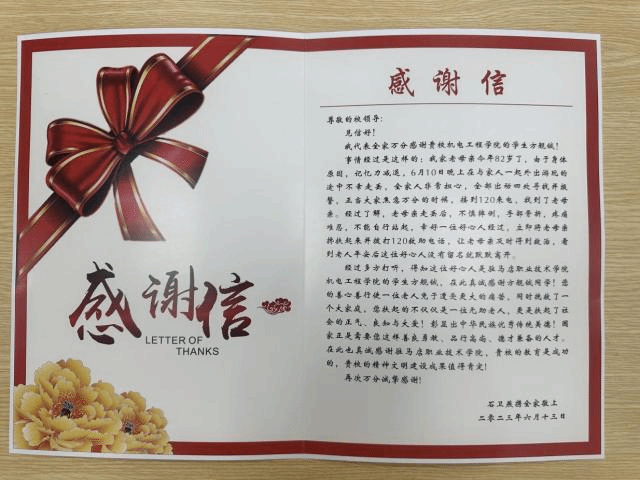 感谢信
LETTER OF
THANKS
感谢信
尊敬的校领导：
见信好！
我代表全家万分感谢贵校机电工程学院的学生方靓铖！
事情经过是这样的：我家老母亲今年82岁了，由于身体
原因，记忆力减退，6月10日晚上在与家人一起外出游玩的
途中不幸走丢，全家人非常担心，全部出动四处寻找并报
警，正当大家焦急万分的时候，接到120来电，找到了老母
亲。经过了解，老母亲走丢后，不慎摔倒，手部骨折，疼痛
难忍，不能自行站起，幸好一位好心人经过，立即将老母亲
搀扶起来并拨打120救助电话，让老母亲及时得到救治，看
到老人平安后这位好心人没有留名就默默离开。
经过多方打听，得知这位好心人是驻马店职业技术学院
机电工程学院的学生方靓铖，在此真诚感谢方靓铖同学！您
的善心善行使一位老人免于遭受更大的痛苦，同时挽救了一
个大家庭，您扶起的不仅仅是一位无助老人，更是扶起了社
会的正气、良知与大爱！彰显出中华民族优秀传统美德！国
家正是需要您这样善良勇敢、品行高尚、德才兼备的人才。
在此也真诚感谢驻马店职业技术学院，贵校的教育是成功
的，贵校的精神文明建设成果值得肯定！
再次万分诚挚感谢！
石卫燕携全家敬上
二〇二三年六月十三日